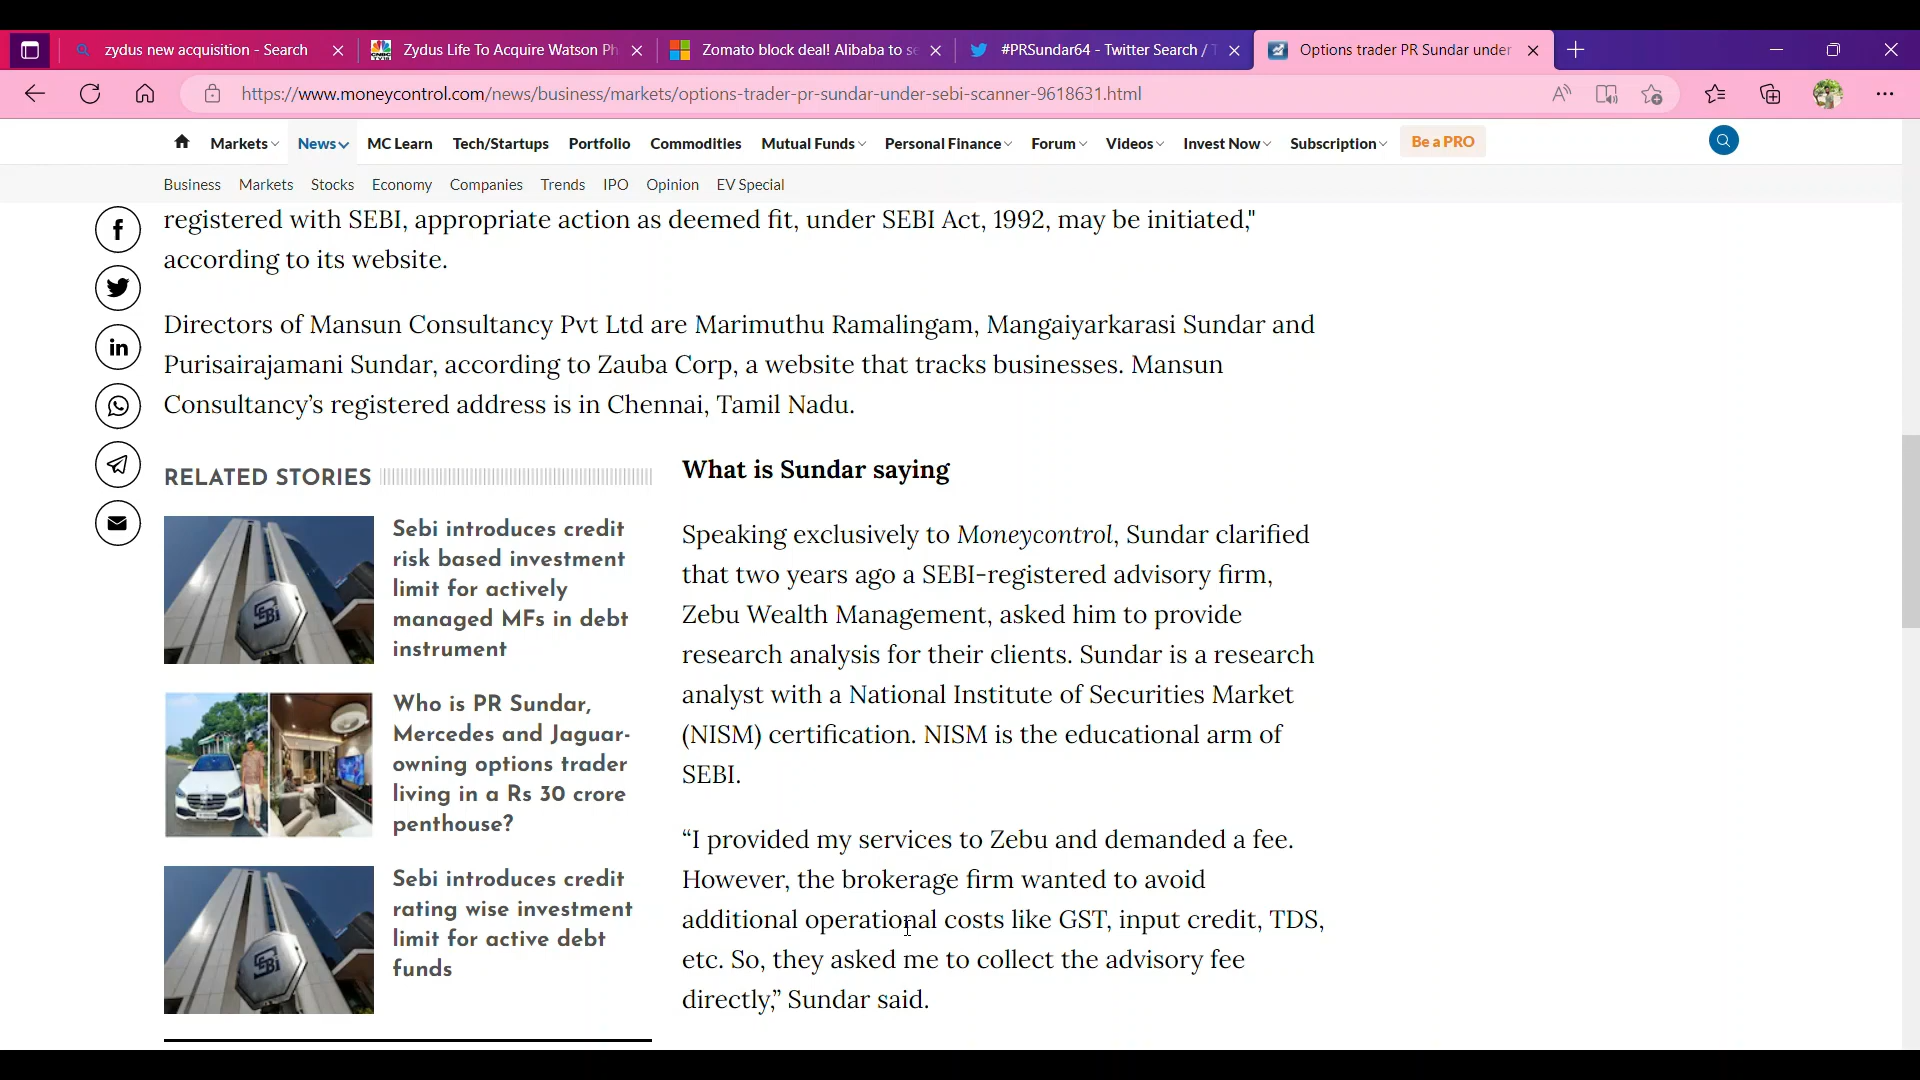 zydus new acquisition - Search
Zydus Life To Acquire Watson Ph
Zomato block deal! Alibaba to se
#PRSundar64 - Twitter Search / T
Options trader PR Sundar under
https://www.moneycontrol.com/news/business/markets/options-trader-pr-sundar-under-sebi-scanner-9618631.html
Markets News MC Learn Tech/Startups Portfolio Commodities Mutual Funds Personal Finance Forum Videos Invest Now Subscription Be a PRO
Business Markets Stocks Economy Companies Trends IPO Opinion EV Special
registered with SEBI, appropriate action as deemed fit, under SEBI Act, 1992, may be initiated,"
according to its website.
Directors of Mansun Consultancy Pvt Ltd are Marimuthu Ramalingam, Mangaiyarkarasi Sundar and
Purisairajamani Sundar, according to Zauba Corp, a website that tracks businesses. Mansun
Consultancy’s registered address is in Chennai, Tamil Nadu.
RELATED STORIES
Sebi introduces credit
risk based investment
limit for actively
managed MFs in debt
instrument
Who is PR Sundar,
Mercedes and Jaguar-
owning options trader
living in a Rs 30 crore
penthouse?
Sebi introduces credit
rating wise investment
limit for active debt
funds
What is Sundar saying
Speaking exclusively to Moneycontrol, Sundar clarified
that two years ago a SEBI-registered advisory firm,
Zebu Wealth Management, asked him to provide
research analysis for their clients. Sundar is a research
analyst with a National Institute of Securities Market
(NISM) certification. NISM is the educational arm of
SEBI.
“I provided my services to Zebu and demanded a fee.
However, the brokerage firm wanted to avoid
additional operational costs like GST, input credit, TDS,
etc. So, they asked me to collect the advisory fee
directly,” Sundar said.